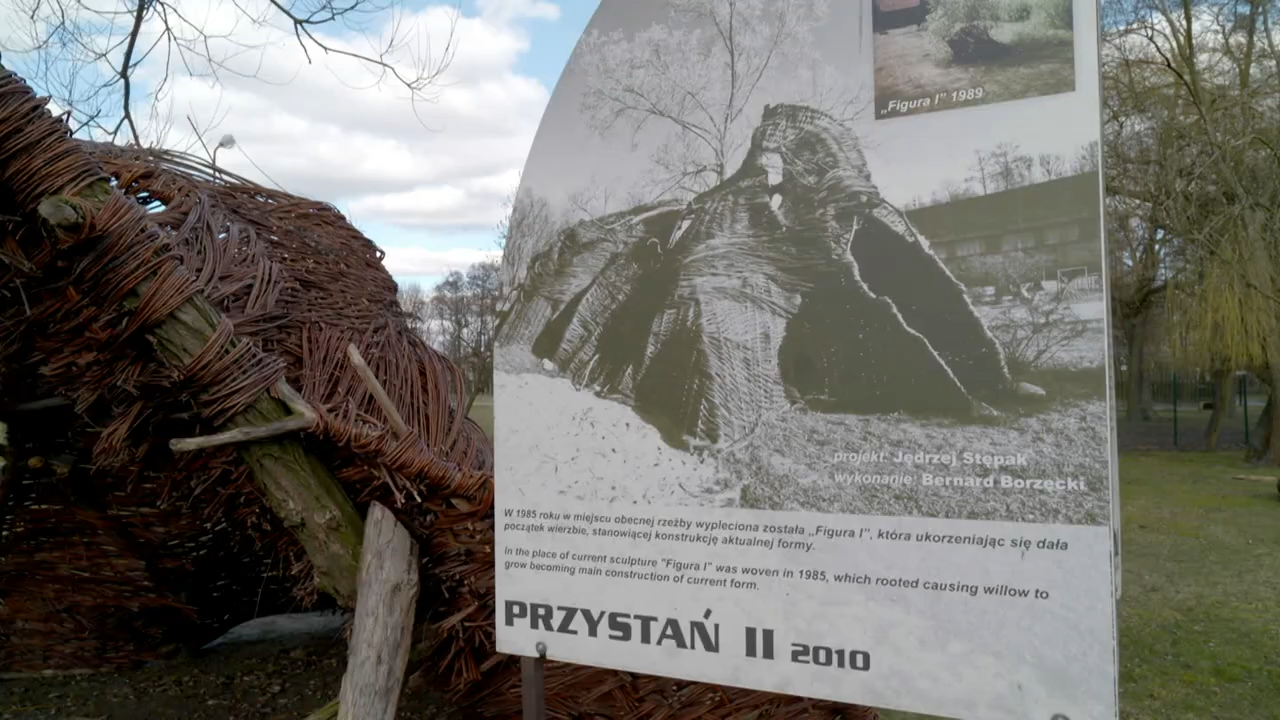 „Figura I” 1989
projekt: Jędrzej Stępak
wykonanie: Bernard Borzęcki
W 1985 roku w miejscu obecnej rzeźby wypleciona została „Figura I”, która ukorzeniając się dała
początek wierzbie, stanowiącej konstrukcję aktualnej formy.
In the place of current sculpture "Figura I" was woven in 1985, which rooted causing willow to
grow becoming main construction of current form.
PRZYSTAŃ II 2010